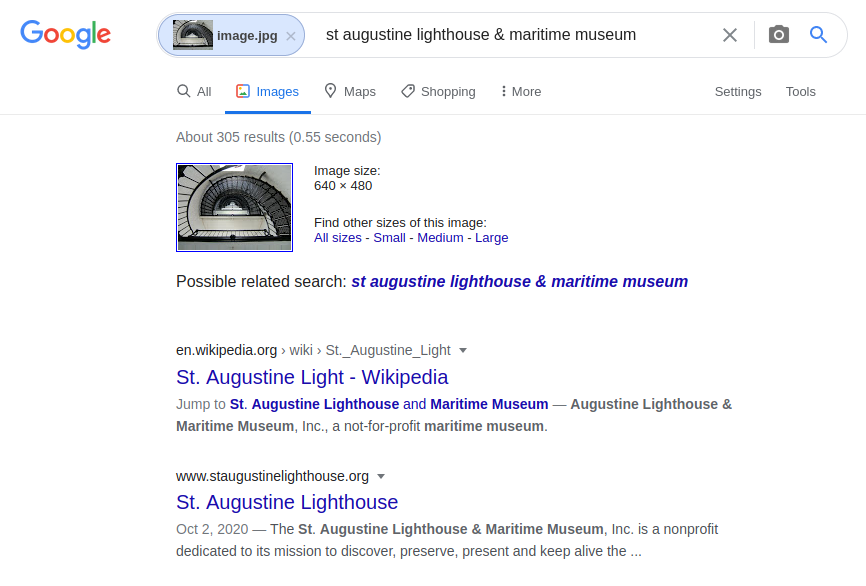 Google
image.jpg × st augustine lighthouse & maritime museum
All Images Maps Shopping More Settings Tools
About 305 results (0.55 seconds)
Image size:
640 × 480
Find other sizes of this image:
All sizes - Small - Medium - Large
Possible related search: st augustine lighthouse & maritime museum
en.wikipedia.org › wiki › St._Augustine_Light
St. Augustine Light - Wikipedia
Jump to St. Augustine Lighthouse and Maritime Museum — Augustine Lighthouse &
Maritime Museum, Inc., a not-for-profit maritime museum.
www.staugustinelighthouse.org
St. Augustine Lighthouse
Oct 2, 2020 — The St. Augustine Lighthouse & Maritime Museum, Inc. is a nonprofit
dedicated to its mission to discover, preserve, present and keep alive the ...